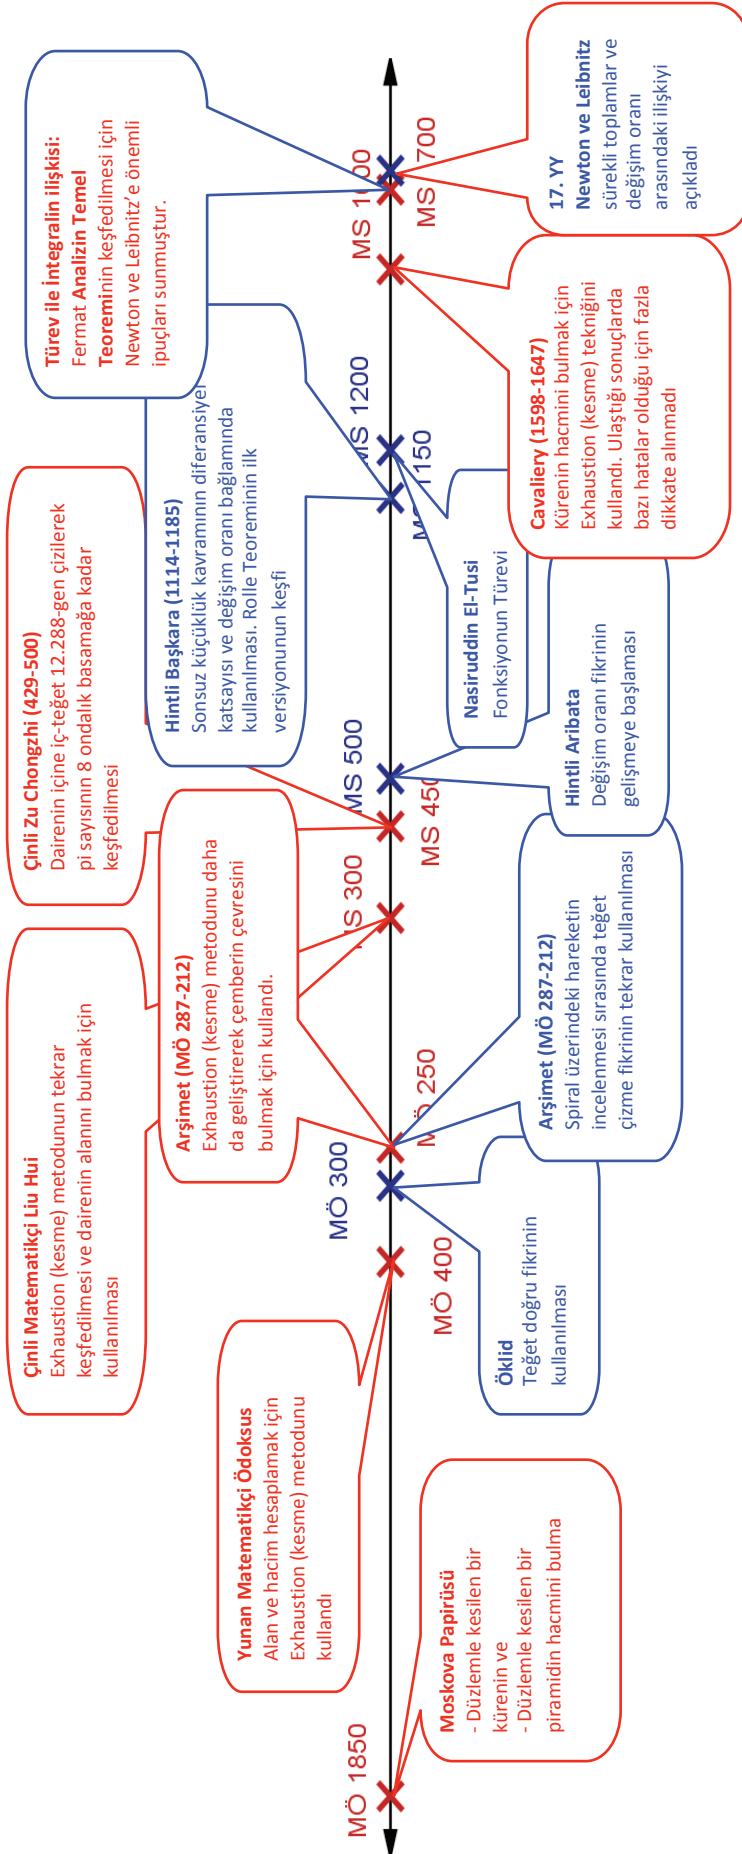 Moskova Papirüsü
- Düzlemle kesilen bir
kürenin ve
- Düzlemle kesilen bir
piramidin hacmini bulma
MÖ 1850
Yunan Matematikçi Ödoksus
Alan ve hacim hesaplamak için
Exhaustion (kesme) metodunu
kullandı
MÖ 400
Öklid
Teğet doğru fikrinin
kullanılması
MÖ 300
Çinli Matematikçi Liu Hui
Exhaustion (kesme) metodunun tekrar
keşfedilmesi ve dairenin alanını bulmak için
kullanılması
Arşimet (MÖ 287-212)
Exhaustion (kesme) metodunu daha
da geliştirerek çemberin çevresini
bulmak için kullandı.
MÖ 250
Arşimet (MÖ 287-212)
Spiral üzerindeki hareketin
incelenmesi sırasında teğet
çizme fikrinin tekrar kullanılması
MS 300
Çinli Zu Chongzhi (429-500)
Dairenin içine iç-teğet 12.288-gen çizilerek
pi sayısının 8 ondalık basamağa kadar
keşfedilmesi
MS 450
MS 500
Hintli Aribata
Değişim oranı fikrinin
gelişmeye başlaması
Hintli Başkara (1114-1185)
Sonsuz küçüklük kavramının diferansiyel
katsayısı ve değişim oranı bağlamında
kullanılması. Rolle Teoreminin ilk
versiyonunun keşfi
MS 1150
Nasiruddin El-Tusi
Fonksiyonun Türevi
MS 1200
Cavaliery (1598-1647)
Kürenin hacmini bulmak için
Exhaustion (kesme) tekniğini
kullandı. Ulaştığı sonuçlarda
bazı hatalar olduğu için fazla
dikkate alınmadı
Türev ile integralin ilişkisi:
Fermat Analizin Temel
Teoreminin keşfedilmesi için
Newton ve Leibnitz'e önemli
ipuçları sunmuştur.
MS
MS 700
17. YY
Newton ve Leibnitz
sürekli toplamlar ve
değişim oranı
arasındaki ilişkiyi
açıkladı